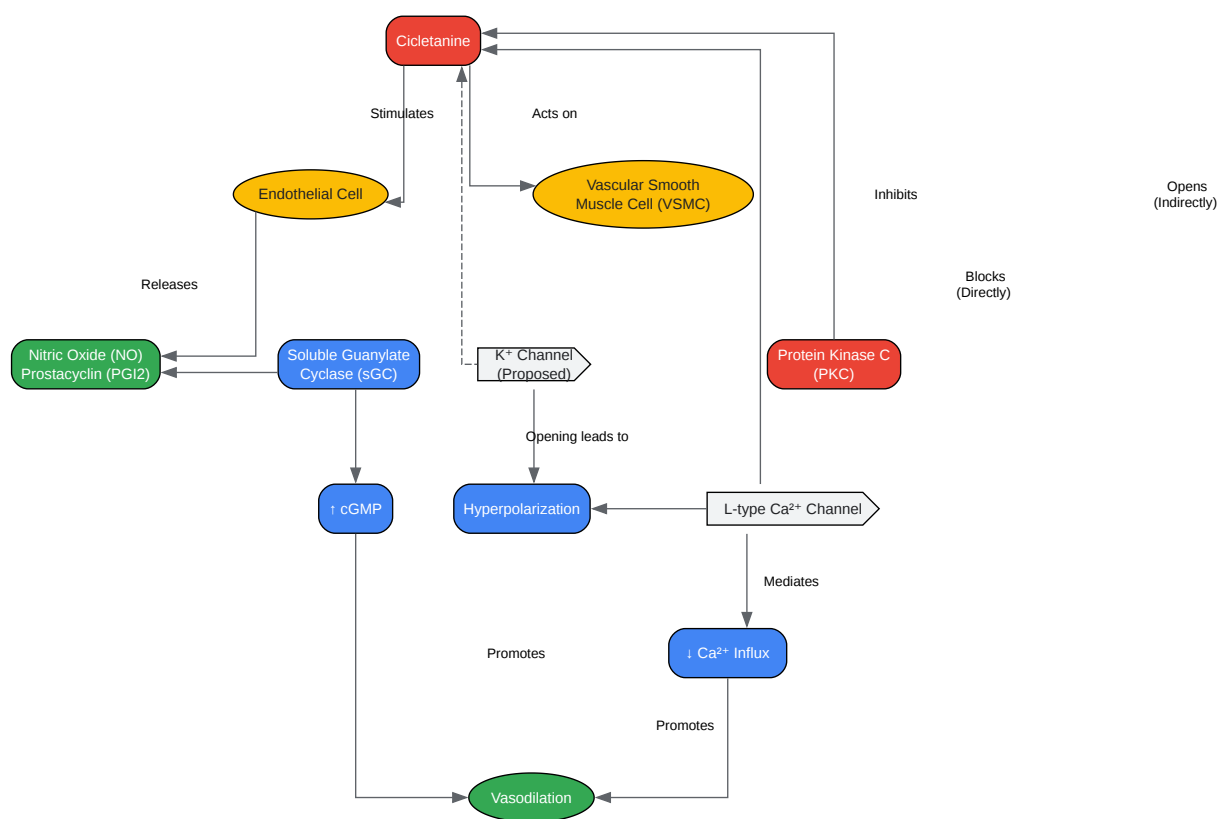 Cicletanine
Stimulates
Acts on
Endothelial Cell
Vascular Smooth
Muscle Cell (VSMC)
Inhibits
Opens
(Indirectly)
Releases
Blocks
(Directly)
Nitric Oxide (NO)
Prostacyclin (PGI2)
Soluble Guanylate
Cyclase (sGC)
K⁺ Channel
(Proposed)
Protein Kinase C
(PKC)
Opening leads to
↑ cGMP
Hyperpolarization
L-type Ca²⁺ Channel
Mediates
Promotes
↓ Ca²⁺ Influx
Promotes
Vasodilation